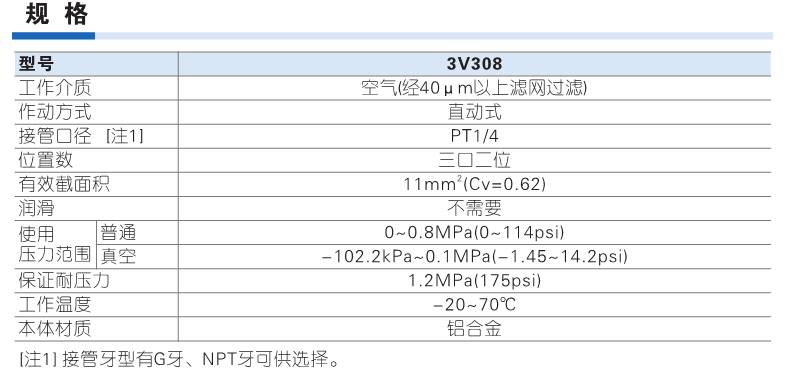 规 格
型号 3V308
工作介质 空气(经40μm以上滤网过滤)
作动方式 直动式
接管口径 [注1] PT1/4
位置数 三口二位
有效截面积 11mm²(Cv=0.62)
润滑 不需要
使用压力范围 普通 0~0.8MPa(0~114psi)
真空 -102.2kPa~0.1MPa(-1.45~14.2psi)
保证耐压力 1.2MPa(175psi)
工作温度 -20~70℃
本体材质 铝合金
[注1] 接管牙型有G牙、NPT牙可供选择。